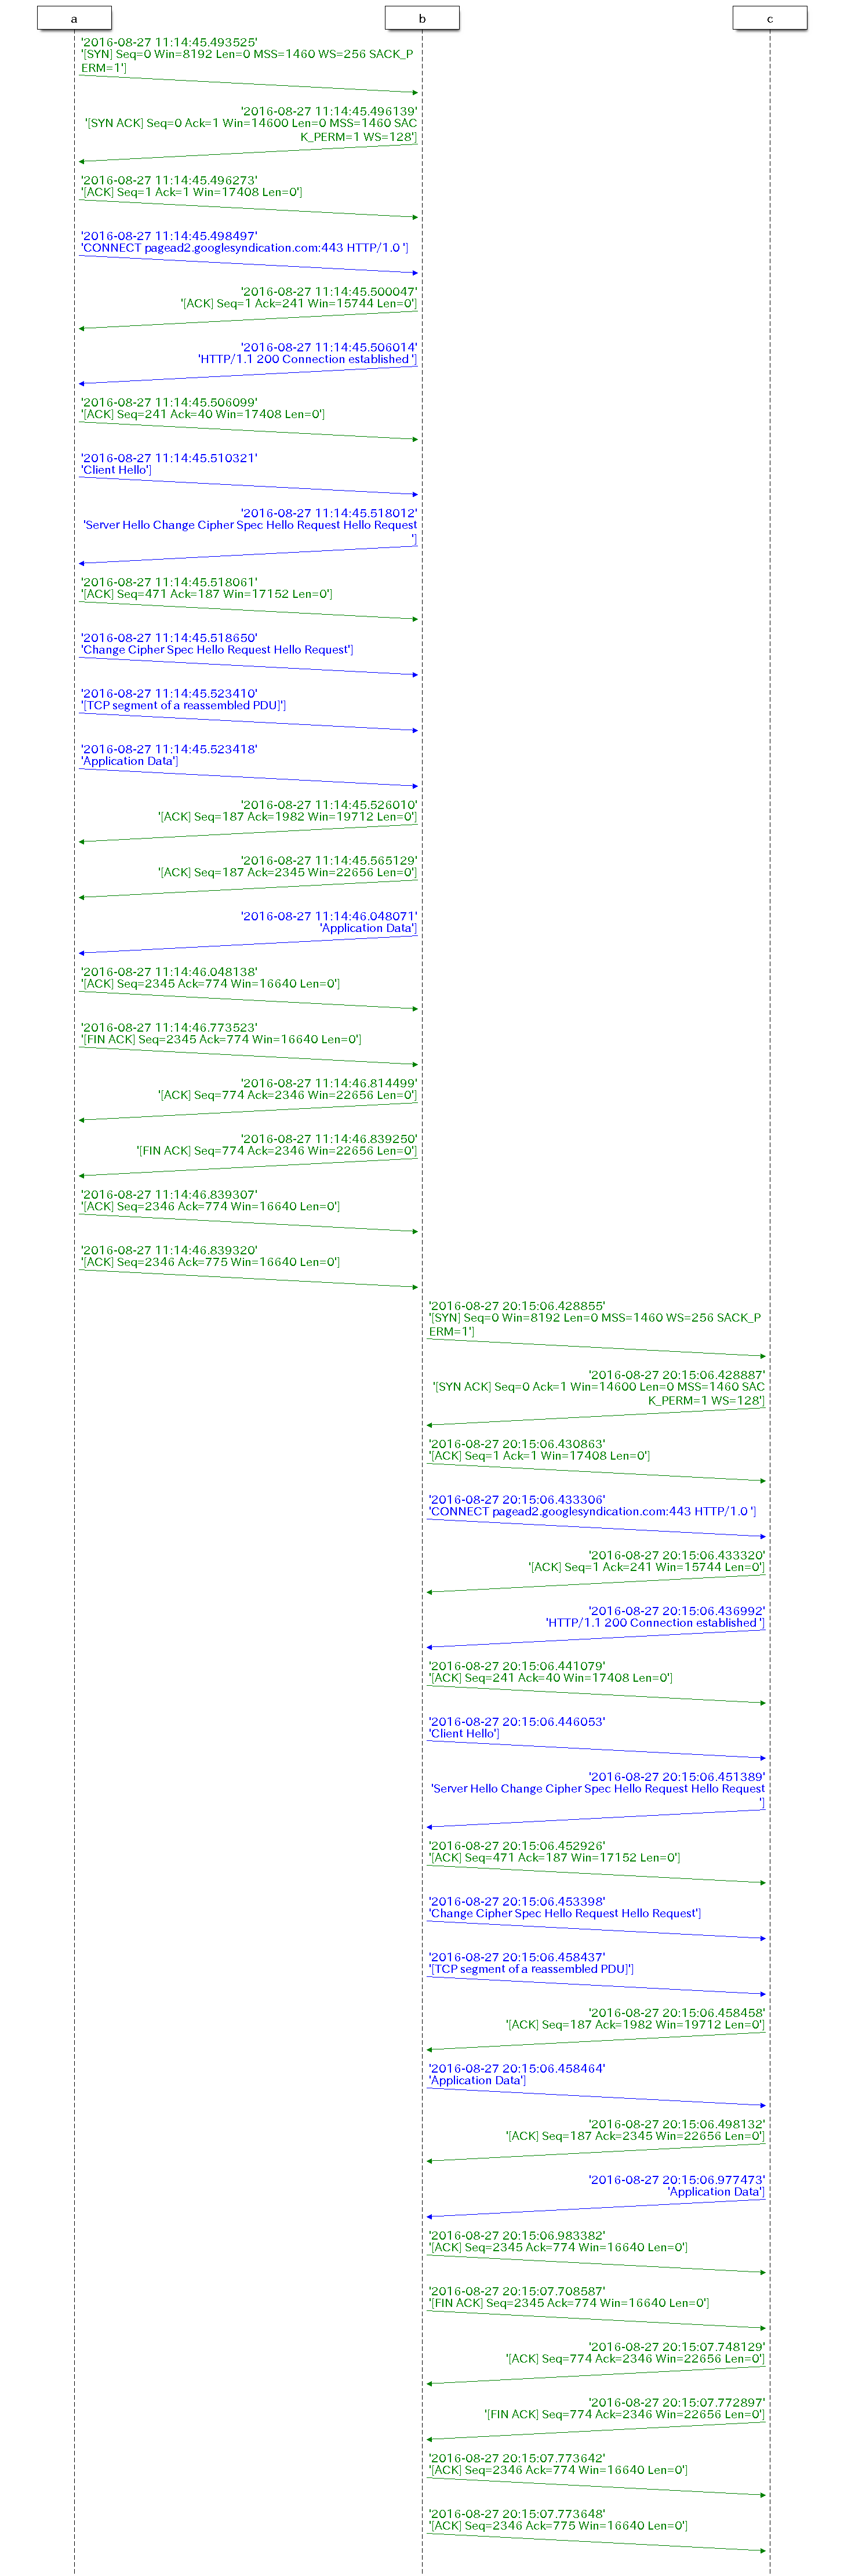 a b c
'2016-08-27 11:14:45.493525'
'[SYN] Seq=0 Win=8192 Len=0 MSS=1460 WS=256 SACK_P
ERM=1']
'2016-08-27 11:14:45.496139'
'[SYN ACK] Seq=0 Ack=1 Win=14600 Len=0 MSS=1460 SAC
K_PERM=1 WS=128']
'2016-08-27 11:14:45.496273'
'[ACK] Seq=1 Ack=1 Win=17408 Len=0']
'2016-08-27 11:14:45.498497'
'CONNECT pagead2.googlesyndication.com:443 HTTP/1.0 ']
'2016-08-27 11:14:45.500047'
'[ACK] Seq=1 Ack=241 Win=15744 Len=0']
'2016-08-27 11:14:45.506014'
'HTTP/1.1 200 Connection established ']
'2016-08-27 11:14:45.506099'
'[ACK] Seq=241 Ack=40 Win=17408 Len=0']
'2016-08-27 11:14:45.510321'
'Client Hello']
'2016-08-27 11:14:45.518012'
'Server Hello Change Cipher Spec Hello Request Hello Request
']
'2016-08-27 11:14:45.518061'
'[ACK] Seq=471 Ack=187 Win=17152 Len=0']
'2016-08-27 11:14:45.518650'
'Change Cipher Spec Hello Request Hello Request']
'2016-08-27 11:14:45.523410'
'[TCP segment of a reassembled PDU]']
'2016-08-27 11:14:45.523418'
'Application Data']
'2016-08-27 11:14:45.526010'
'[ACK] Seq=187 Ack=1982 Win=19712 Len=0']
'2016-08-27 11:14:45.565129'
'[ACK] Seq=187 Ack=2345 Win=22656 Len=0']
'2016-08-27 11:14:46.048071'
'Application Data']
'2016-08-27 11:14:46.048138'
'[ACK] Seq=2345 Ack=774 Win=16640 Len=0']
'2016-08-27 11:14:46.773523'
'[FIN ACK] Seq=2345 Ack=774 Win=16640 Len=0']
'2016-08-27 11:14:46.814499'
'[ACK] Seq=774 Ack=2346 Win=22656 Len=0']
'2016-08-27 11:14:46.839250'
'[FIN ACK] Seq=774 Ack=2346 Win=22656 Len=0']
'2016-08-27 11:14:46.839307'
'[ACK] Seq=2346 Ack=774 Win=16640 Len=0']
'2016-08-27 11:14:46.839320'
'[ACK] Seq=2346 Ack=775 Win=16640 Len=0']
'2016-08-27 20:15:06.428855'
'[SYN] Seq=0 Win=8192 Len=0 MSS=1460 WS=256 SACK_P
ERM=1']
'2016-08-27 20:15:06.428887'
'[SYN ACK] Seq=0 Ack=1 Win=14600 Len=0 MSS=1460 SAC
K_PERM=1 WS=128']
'2016-08-27 20:15:06.430863'
'[ACK] Seq=1 Ack=1 Win=17408 Len=0']
'2016-08-27 20:15:06.433306'
'CONNECT pagead2.googlesyndication.com:443 HTTP/1.0 ']
'2016-08-27 20:15:06.433320'
'[ACK] Seq=1 Ack=241 Win=15744 Len=0']
'2016-08-27 20:15:06.436992'
'HTTP/1.1 200 Connection established ']
'2016-08-27 20:15:06.441079'
'[ACK] Seq=241 Ack=40 Win=17408 Len=0']
'2016-08-27 20:15:06.446053'
'Client Hello']
'2016-08-27 20:15:06.451389'
'Server Hello Change Cipher Spec Hello Request Hello Request
']
'2016-08-27 20:15:06.452926'
'[ACK] Seq=471 Ack=187 Win=17152 Len=0']
'2016-08-27 20:15:06.453398'
'Change Cipher Spec Hello Request Hello Request']
'2016-08-27 20:15:06.458437'
'[TCP segment of a reassembled PDU]']
'2016-08-27 20:15:06.458458'
'[ACK] Seq=187 Ack=1982 Win=19712 Len=0']
'2016-08-27 20:15:06.458464'
'Application Data']
'2016-08-27 20:15:06.498132'
'[ACK] Seq=187 Ack=2345 Win=22656 Len=0']
'2016-08-27 20:15:06.977473'
'Application Data']
'2016-08-27 20:15:06.983382'
'[ACK] Seq=2345 Ack=774 Win=16640 Len=0']
'2016-08-27 20:15:07.708587'
'[FIN ACK] Seq=2345 Ack=774 Win=16640 Len=0']
'2016-08-27 20:15:07.748129'
'[ACK] Seq=774 Ack=2346 Win=22656 Len=0']
'2016-08-27 20:15:07.772897'
'[FIN ACK] Seq=774 Ack=2346 Win=22656 Len=0']
'2016-08-27 20:15:07.773642'
'[ACK] Seq=2346 Ack=774 Win=16640 Len=0']
'2016-08-27 20:15:07.773648'
'[ACK] Seq=2346 Ack=775 Win=16640 Len=0']